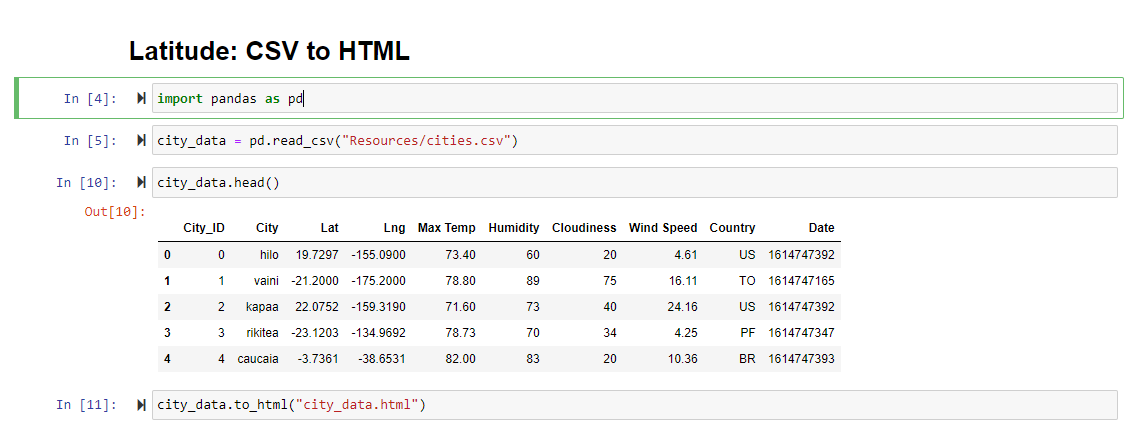 Latitude: CSV to HTML
In [4]: import pandas as pd
In [5]: city_data = pd.read_csv("Resources/cities.csv")
In [10]: city_data.head()
Out[10]:
City_ID City Lat Lng Max Temp Humidity Cloudiness Wind Speed Country Date
0 0 hilo 19.7297 -155.0900 73.40 60 20 4.61 US 1614747392
1 1 vaini -21.2000 -175.2000 78.80 89 75 16.11 TO 1614747165
2 2 kapaa 22.0752 -159.3190 71.60 73 40 24.16 US 1614747392
3 3 rikitea -23.1203 -134.9692 78.73 70 34 4.25 PF 1614747347
4 4 caucaia -3.7361 -38.6531 82.00 83 20 10.36 BR 1614747393
In [11]: city_data.to_html("city_data.html")